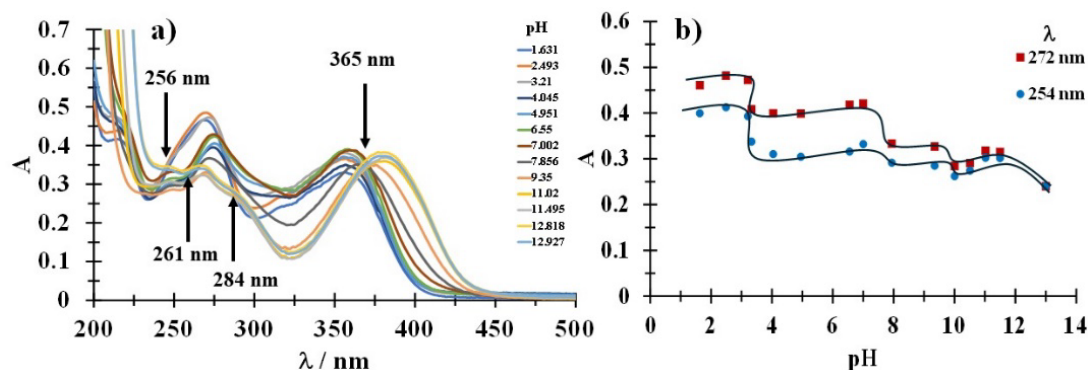 a)
pH
1.631
2.493
3.21
4.045
4.951
6.55
7.002
7.856
9.35
11.02
11.495
12.818
12.927
256 nm
365 nm
261 nm
284 nm
0.7
0.6
0.5
0.4
0.3
0.2
0.1
0
A
200 250 300 350 400 450 500
λ / nm
b)
λ
272 nm
254 nm
0.6
0.5
0.4
0.3
0.2
0.1
0
A
0 2 4 6 8 10 12 14
pH